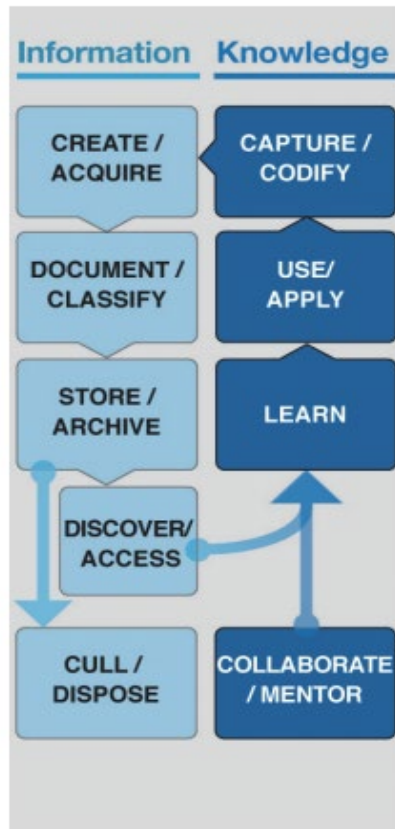 Information
Knowledge
CREATE /
ACQUIRE
CAPTURE /
CODIFY
DOCUMENT /
CLASSIFY
USE/
APPLY
STORE /
ARCHIVE
LEARN
DISCOVER/
ACCESS
CULL /
DISPOSE
COLLABORATE
/ MENTOR